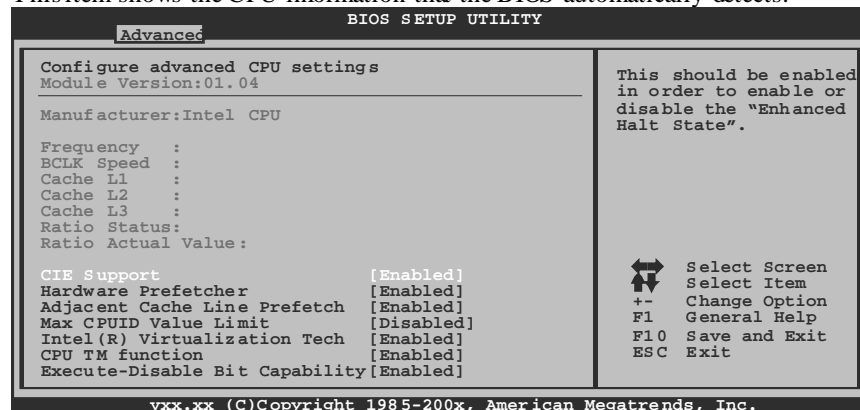 This item shows the CPU information that the BIOS automatically detects.
BIOS SETUP UTILITY
Advanced
Configure advanced CPU settings
Module Version:01.04
Manufacturer:Intel CPU
Frequency :
BCLK Speed :
Cache L1 :
Cache L2 :
Cache L3 :
Ratio Status:
Ratio Actual Value:
CIE Support [Enabled]
Hardware Prefetcher [Enabled]
Adjacent Cache Line Prefetch [Enabled]
Max CPUID Value Limit [Disabled]
Intel(R) Virtualization Tech [Enabled]
CPU TM function [Enabled]
Execute-Disable Bit Capability[Enabled]
This should be enabled
in order to enable or
disable the “Enhanced
Halt State”.
Select Screen
Select Item
+- Change Option
F1 General Help
F10 Save and Exit
ESC Exit
vxx.xx (C)Copyright 1985-200x, American Megatrends, Inc.